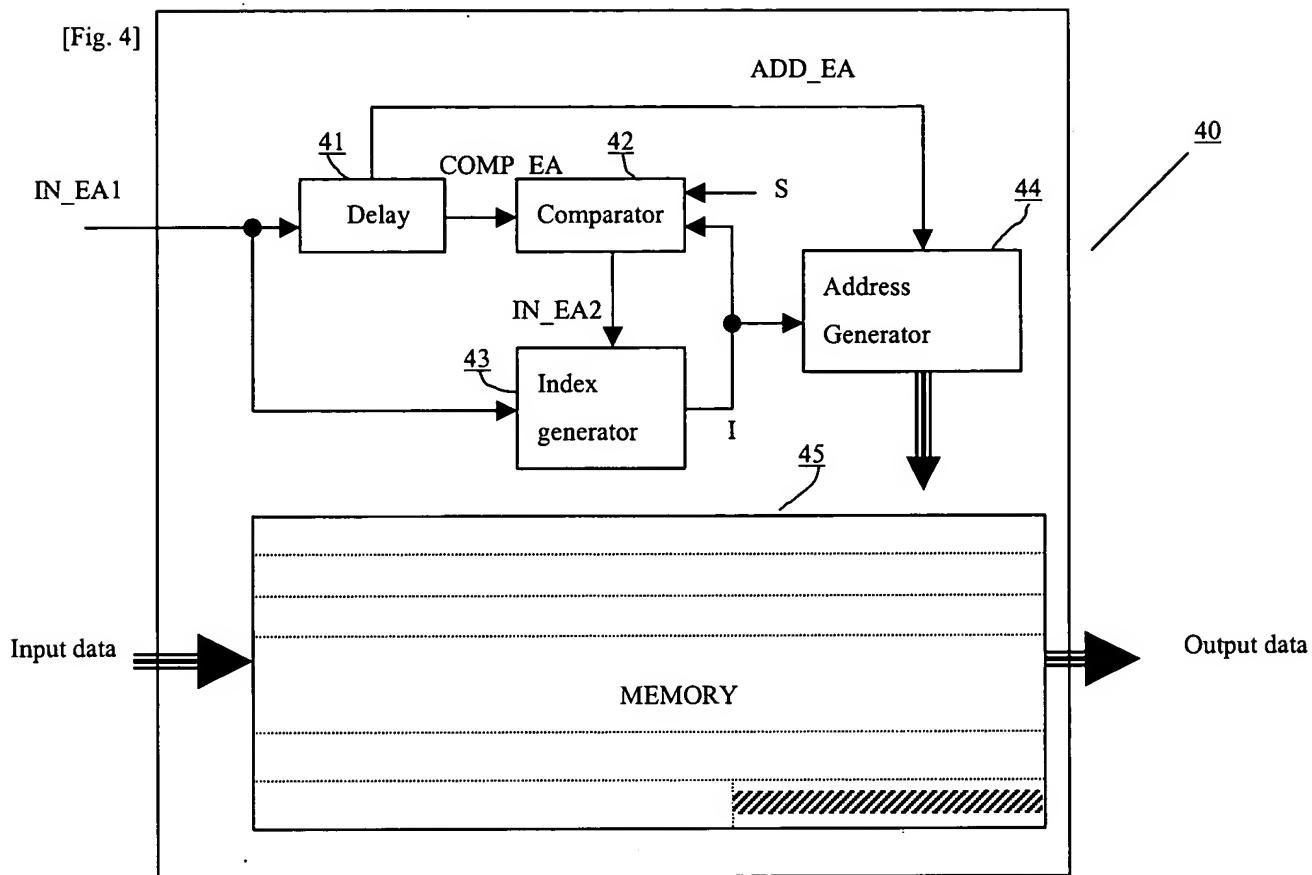 [Fig. 4]
ADD_EA
40
41
42
COMP_EA
IN_EA1
S
44
Delay
Comparator
Address
Generator
IN_EA2
43
Index
generator
I
45
Input data
Output data
MEMORY